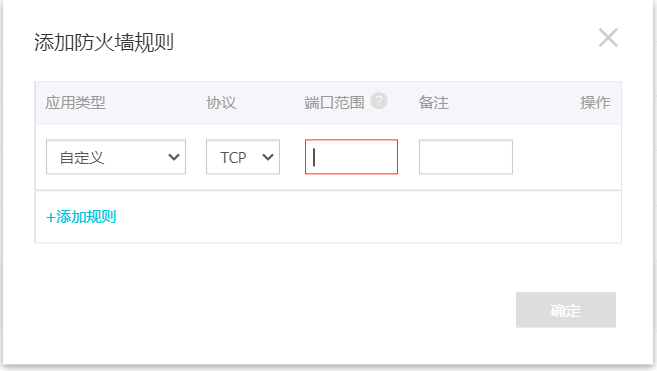 添加防火墙规则
应用类型 协议 端口范围 ? 备注 操作
自定义 TCP
+添加规则
确定